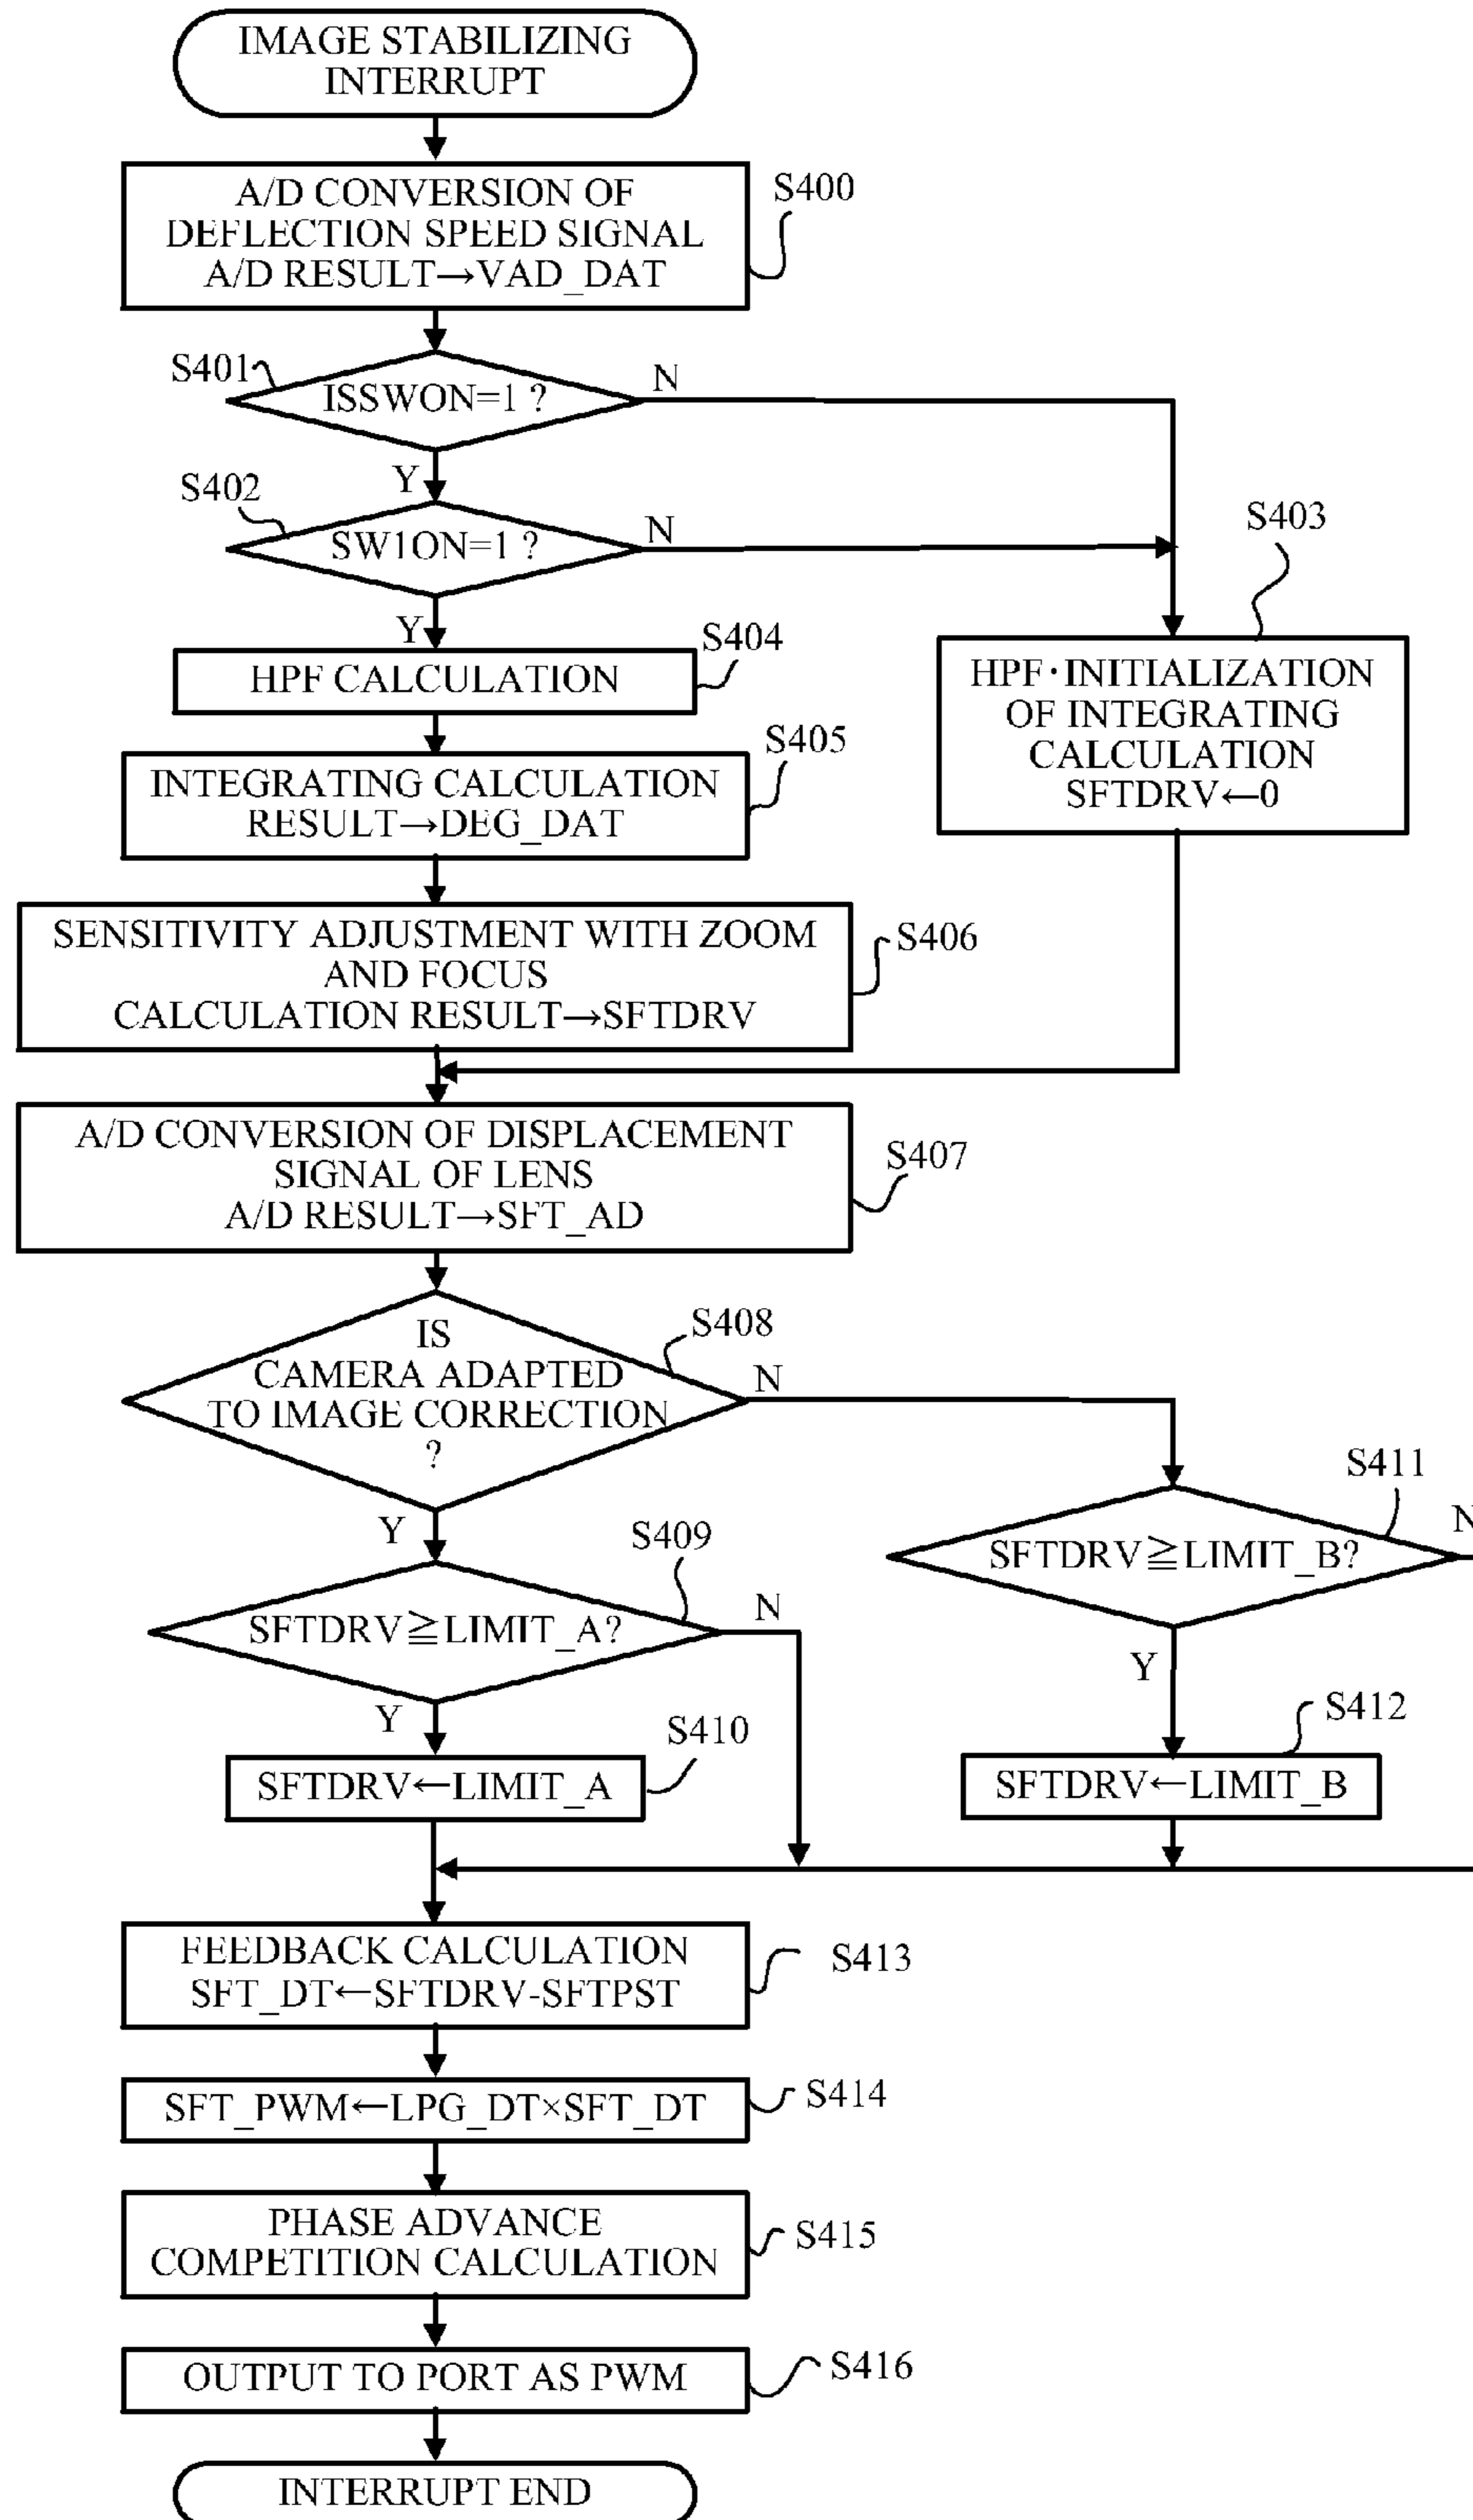 IMAGE STABILIZING
INTERRUPT
A/D CONVERSION OF
DEFLECTION SPEED SIGNAL
A/D RESULT→VAD_DAT
S400
S401
ISSWON=1 ?
N
Y
S402
SW1ON=1 ?
N
Y
S403
HPF・INITIALIZATION
OF INTEGRATING
CALCULATION
SFTDRV←0
S404
HPF CALCULATION
S405
INTEGRATING CALCULATION
RESULT→DEG_DAT
SENSITIVITY ADJUSTMENT WITH ZOOM
AND FOCUS
CALCULATION RESULT→SFTDRV
S406
A/D CONVERSION OF DISPLACEMENT
SIGNAL OF LENS
A/D RESULT→SFT_AD
S407
S408
IS
CAMERA ADAPTED
TO IMAGE CORRECTION
?
N
Y
S409
SFTDRV≧LIMIT_A?
N
Y
S410
SFTDRV←LIMIT_A
S411
SFTDRV≧LIMIT_B?
N
Y
S412
SFTDRV←LIMIT_B
FEEDBACK CALCULATION
SFT_DT←SFTDRV-SFTPST
S413
SFT_PWM←LPG_DT×SFT_DT
S414
PHASE ADVANCE
COMPETITION CALCULATION
S415
OUTPUT TO PORT AS PWM
S416
INTERRUPT END